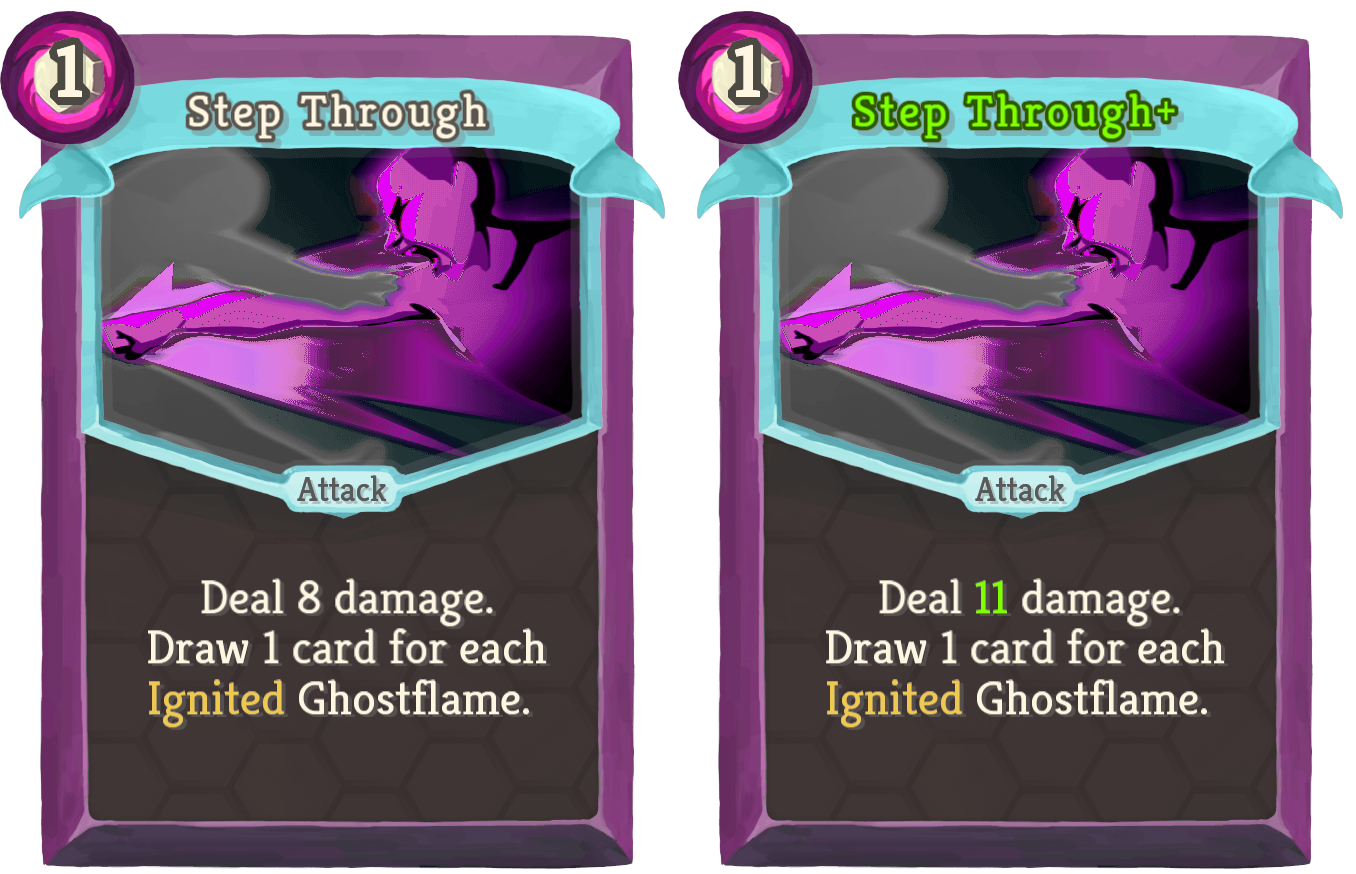 1
Step Through
Attack
Deal 8 damage.
Draw 1 card for each
Ignited Ghostflame.
1
Step Through+
Attack
Deal 11 damage.
Draw 1 card for each
Ignited Ghostflame.